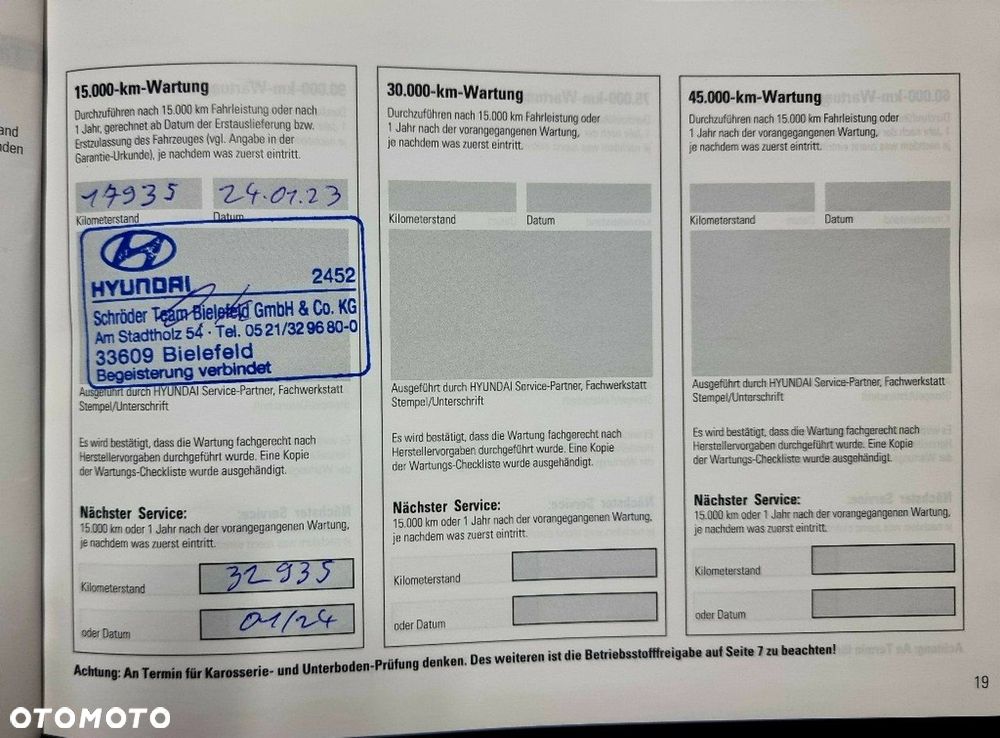 and
nden
15.000-km-Wartung
Durchzuführen nach 15.000 km Fahrleistung oder nach
1 Jahr, gerechnet ab Datum der Erstauslieferung bzw.
Erstzulassung des Fahrzeuges (vgl. Angabe in der
Garantie-Urkunde), je nachdem was zuerst eintritt.
17935 24.01.23
Kilometerstand Datum
HYUNDAI 2452
Schröder Team Bielefeld GmbH & Co. KG
Am Stadtholz 54 · Tel. 05 21/32 96 80-0
33609 Bielefeld
Begeisterung verbindet
Ausgeführt durch HYUNDAI Service-Partner, Fachwerkstatt
Stempel/Unterschrift
Es wird bestätigt, dass die Wartung fachgerecht nach
Herstellervorgaben durchgeführt wurde. Eine Kopie
der Wartungs-Checkliste wurde ausgehändigt.
Nächster Service:
15.000 km oder 1 Jahr nach der vorangegangenen Wartung,
je nachdem was zuerst eintritt.
Kilometerstand 32935
oder Datum 01/24
30.000-km-Wartung
Durchzuführen nach 15.000 km Fahrleistung oder
1 Jahr nach der vorangegangenen Wartung,
je nachdem was zuerst eintritt.
Kilometerstand Datum
Ausgeführt durch HYUNDAI Service-Partner, Fachwerkstatt
Stempel/Unterschrift
Es wird bestätigt, dass die Wartung fachgerecht nach
Herstellervorgaben durchgeführt wurde. Eine Kopie
der Wartungs-Checkliste wurde ausgehändigt.
Nächster Service:
15.000 km oder 1 Jahr nach der vorangegangenen Wartung,
je nachdem was zuerst eintritt.
Kilometerstand
oder Datum
45.000-km-Wartung
Durchzuführen nach 15.000 km Fahrleistung oder
1 Jahr nach der vorangegangenen Wartung,
je nachdem was zuerst eintritt.
Kilometerstand Datum
Ausgeführt durch HYUNDAI Service-Partner, Fachwerkstatt
Stempel/Unterschrift
Es wird bestätigt, dass die Wartung fachgerecht nach
Herstellervorgaben durchgeführt wurde. Eine Kopie
der Wartungs-Checkliste wurde ausgehändigt.
Nächster Service:
15.000 km oder 1 Jahr nach der vorangegangenen Wartung,
je nachdem was zuerst eintritt.
Kilometerstand
oder Datum
Achtung: An Termin für Karosserie- und Unterboden-Prüfung denken. Des weiteren ist die Betriebsstofffreigabe auf Seite 7 zu beachten!
19
OTOMOTO